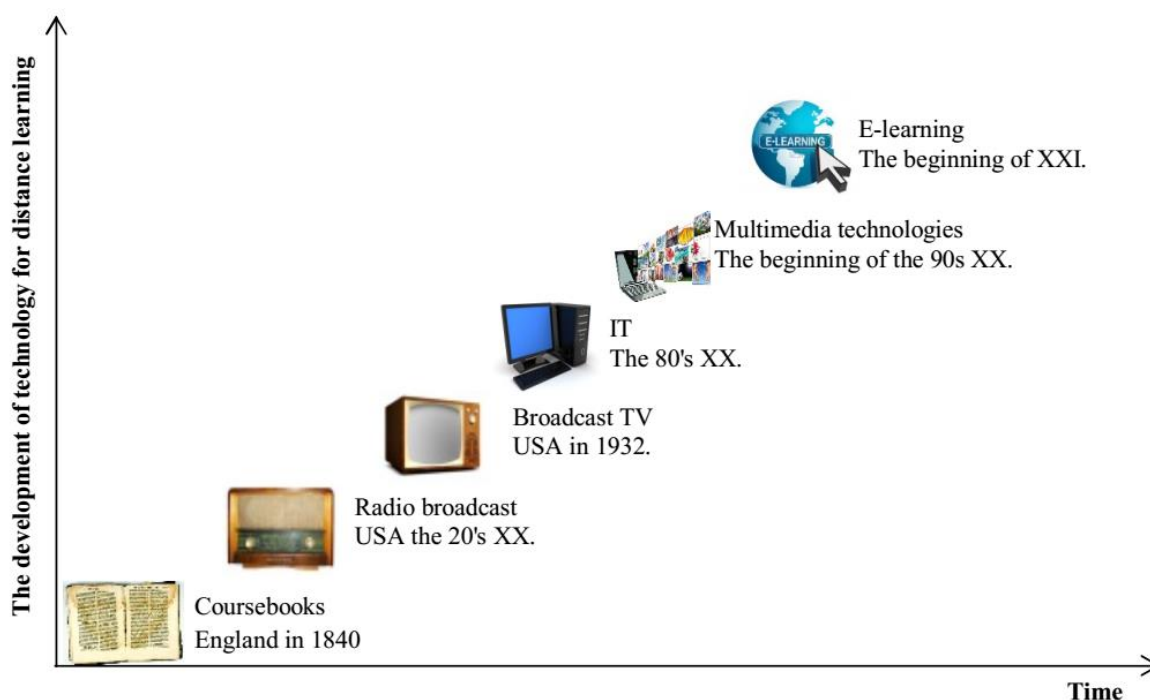 The development of technology for distance learning
E-LEARNING
E-learning
The beginning of XXI.
Multimedia technologies
The beginning of the 90s XX.
IT
The 80's XX.
Broadcast TV
USA in 1932.
Radio broadcast
USA the 20's XX.
Coursebooks
England in 1840
Time